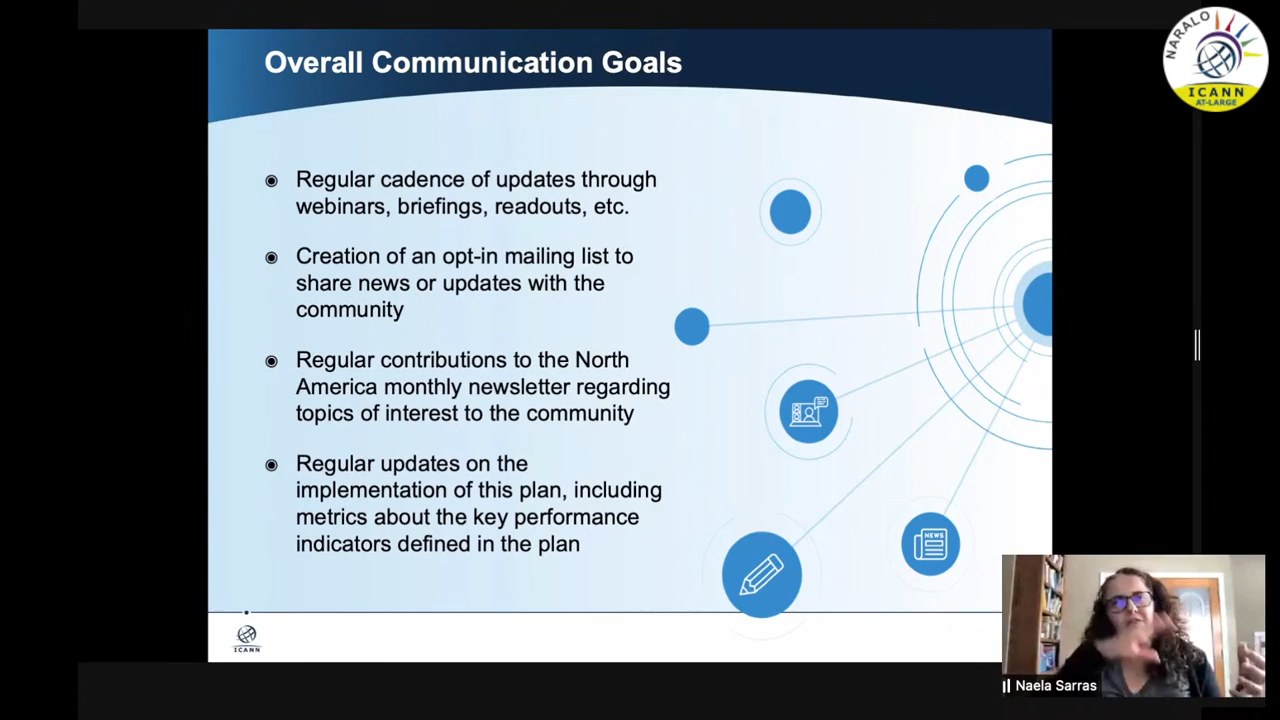 Overall Communication Goals
NARALO
ICANN
AT-LARGE
Regular cadence of updates through
webinars, briefings, readouts, etc.
Creation of an opt-in mailing list to
share news or updates with the
community
Regular contributions to the North
America monthly newsletter regarding
topics of interest to the community
Regular updates on the
implementation of this plan, including
metrics about the key performance
indicators defined in the plan
NEWS
ICANN
Naela Sarras